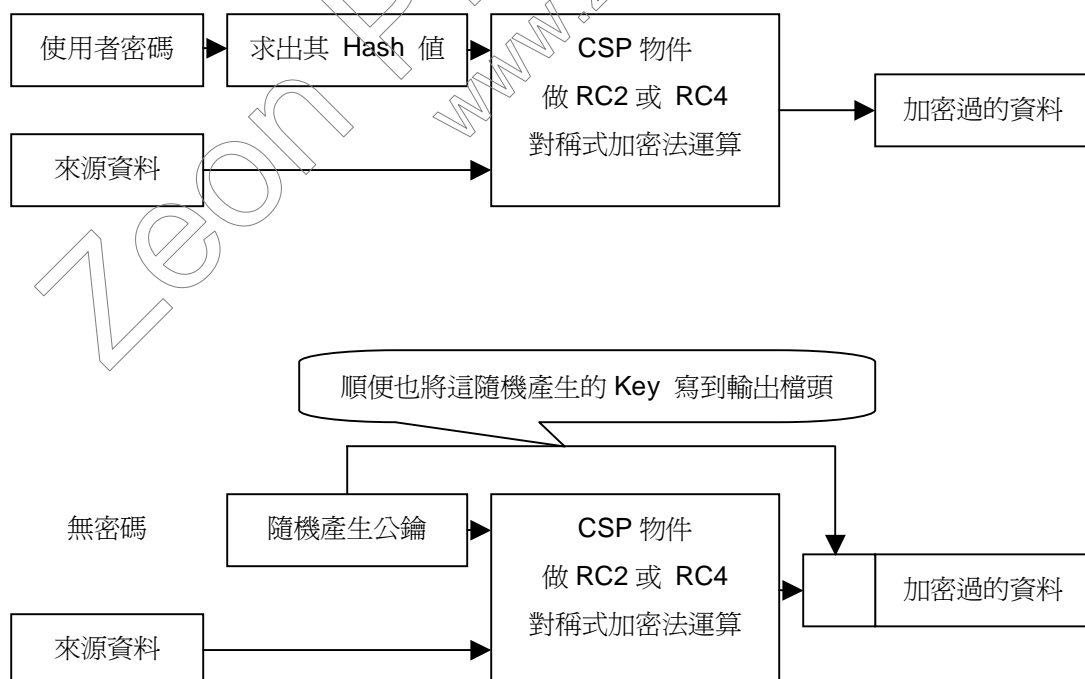 使用者密碼
求出其 Hash 值
CSP 物件
做 RC2 或 RC4
對稱式加密法運算
加密過的資料
來源資料
Zeon
www.
順便也將這隨機產生的 Key 寫到輸出檔頭
無密碼
隨機產生公鑰
CSP 物件
做 RC2 或 RC4
對稱式加密法運算
加密過的資料
來源資料